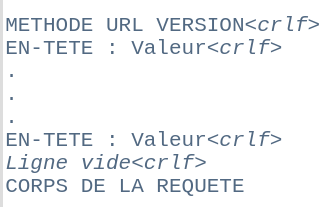 METHODE URL VERSION<crlf>
EN-TETE : Valeur<crlf>
.
.
.
EN-TETE : Valeur<crlf>
Ligne vide<crlf>
CORPS DE LA REQUETE